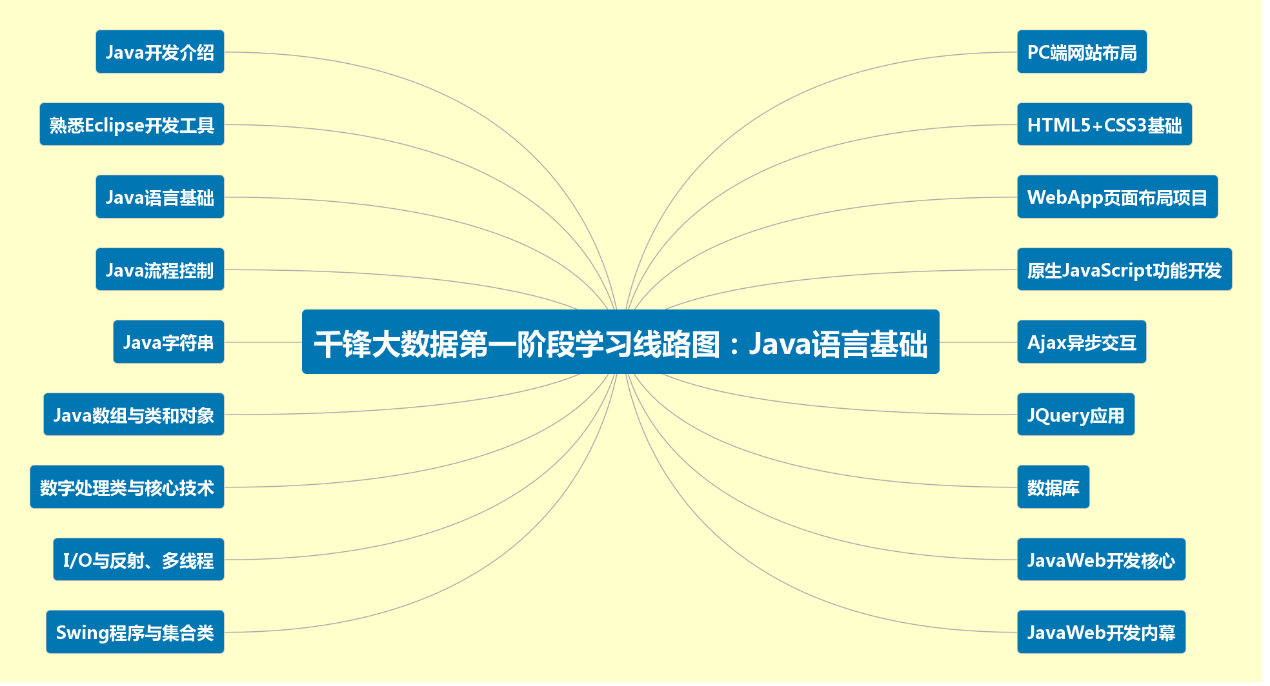 Java开发介绍
熟悉Eclipse开发工具
Java语言基础
Java流程控制
Java字符串
Java数组与类和对象
数字处理类与核心技术
I/O与反射、多线程
Swing程序与集合类
千锋大数据第一阶段学习线路图：Java语言基础
PC端网站布局
HTML5+CSS3基础
WebApp页面布局项目
原生JavaScript功能开发
Ajax异步交互
JQuery应用
数据库
JavaWeb开发核心
JavaWeb开发内幕